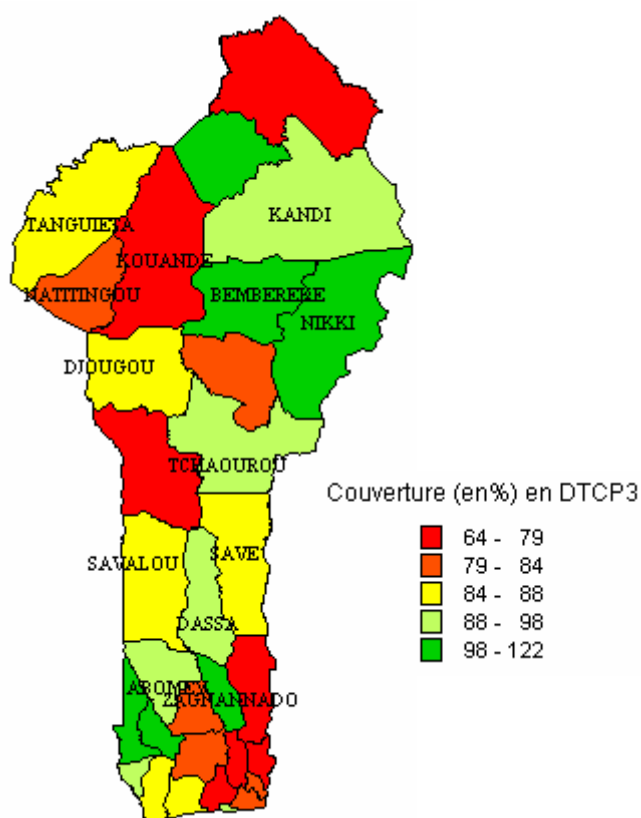 KANDI
TANGUIETA
KOUANDE
NATITINGOU
BEMBEREKE
NIKKI
DJOUGOU
TCHAOUROU
Couverture (en%) en DTCP3
64 - 79
79 - 84
84 - 88
88 - 98
98 - 122
SAVALOU
SAVE
DASSA
ABOMEY
ZAGNANNADO